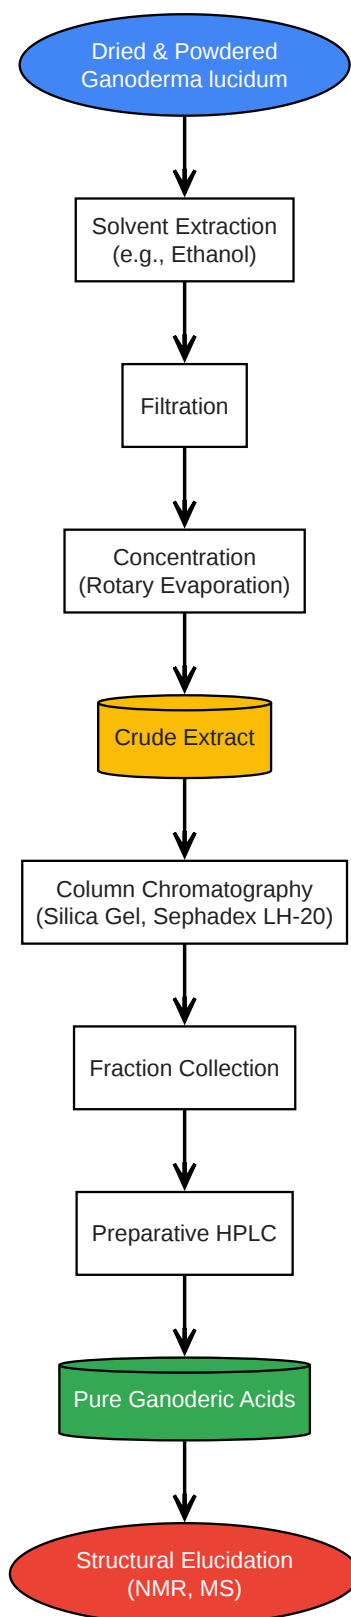 Dried & Powdered
Ganoderma lucidum
Solvent Extraction
(e.g., Ethanol)
Filtration
Concentration
(Rotary Evaporation)
Crude Extract
Column Chromatography
(Silica Gel, Sephadex LH-20)
Fraction Collection
Preparative HPLC
Pure Ganoderic Acids
Structural Elucidation
(NMR, MS)